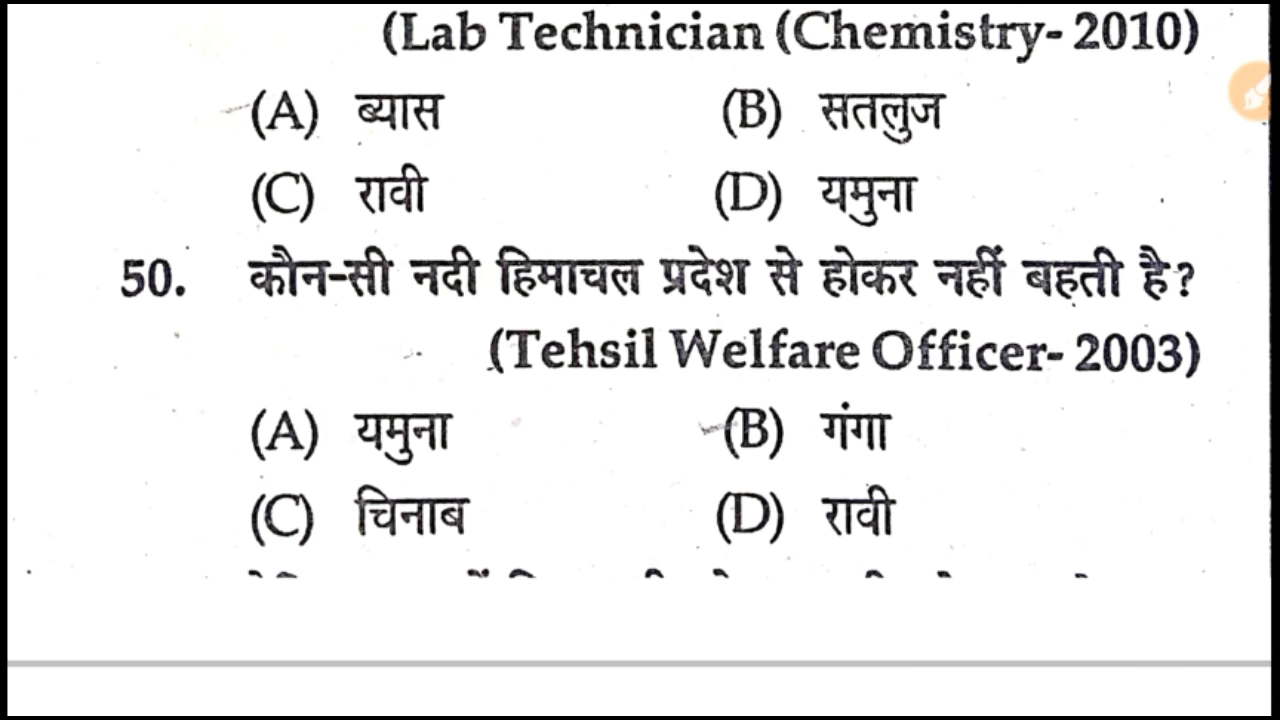 (Lab Technician (Chemistry- 2010)
(A) ब्यास (B) सतलुज
(C) रावी (D) यमुना
50. कौन-सी नदी हिमाचल प्रदेश से होकर नहीं बहती है?
(Tehsil Welfare Officer- 2003)
(A) यमुना (B) गंगा
(C) चिनाब (D) रावी